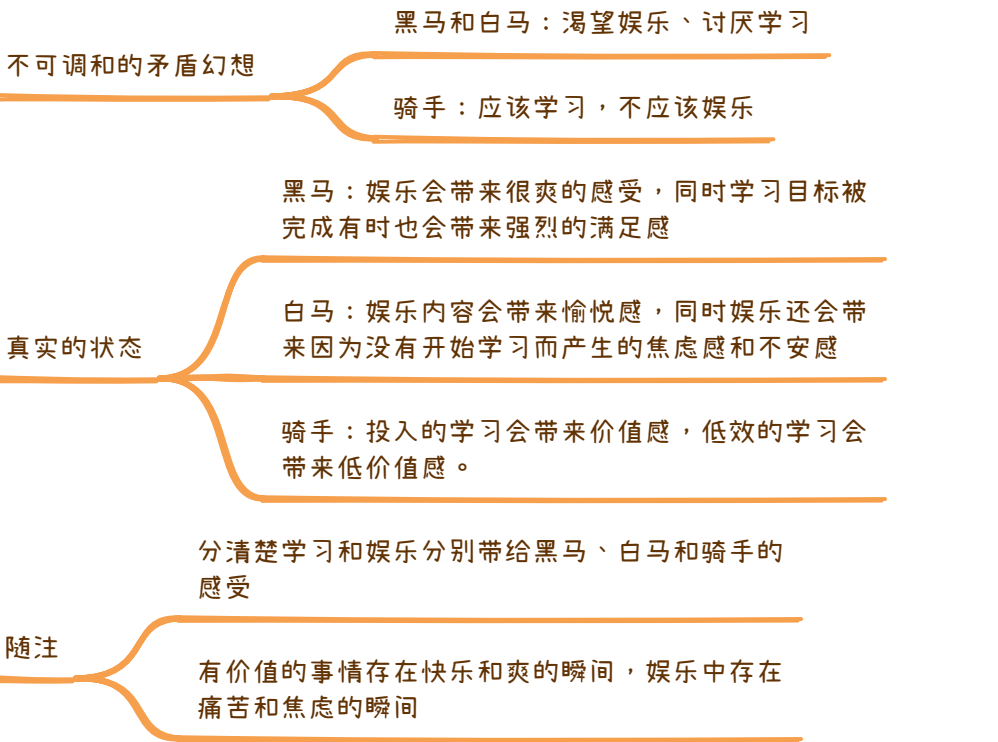 黑马和白马：渴望娱乐、讨厌学习
不可调和的矛盾幻想
骑手：应该学习，不应该娱乐
黑马：娱乐会带来很爽的感受，同时学习目标被
完成有时也会带来强烈的满足感
白马：娱乐内容会带来愉悦感，同时娱乐还会带
来因为没有开始学习而产生的焦虑感和不安感
真实的状态
骑手：投入的学习会带来价值感，低效的学习会
带来低价值感。
分清楚学习和娱乐分别带给黑马、白马和骑手的
感受
随注
有价值的事情存在快乐和爽的瞬间，娱乐中存在
痛苦和焦虑的瞬间